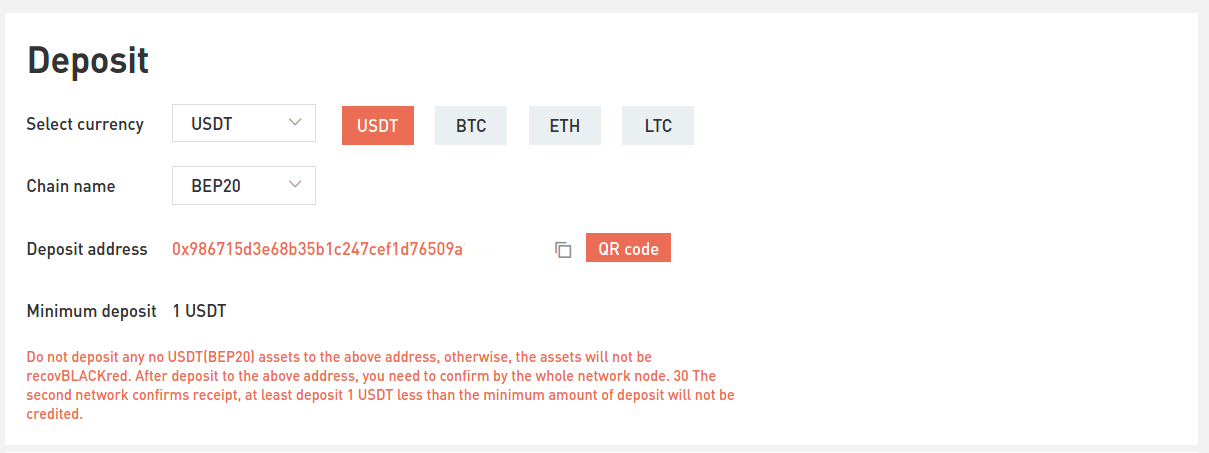 Deposit
Select currency USDT USDT BTC ETH LTC
Chain name BEP20
Deposit address 0x986715d3e68b35b1c247cef1d76509a QR code
Minimum deposit 1 USDT
Do not deposit any no USDT(BEP20) assets to the above address, otherwise, the assets will not be
recovBLACKred. After deposit to the above address, you need to confirm by the whole network node. 30 The
second network confirms receipt, at least deposit 1 USDT less than the minimum amount of deposit will not be
credited.